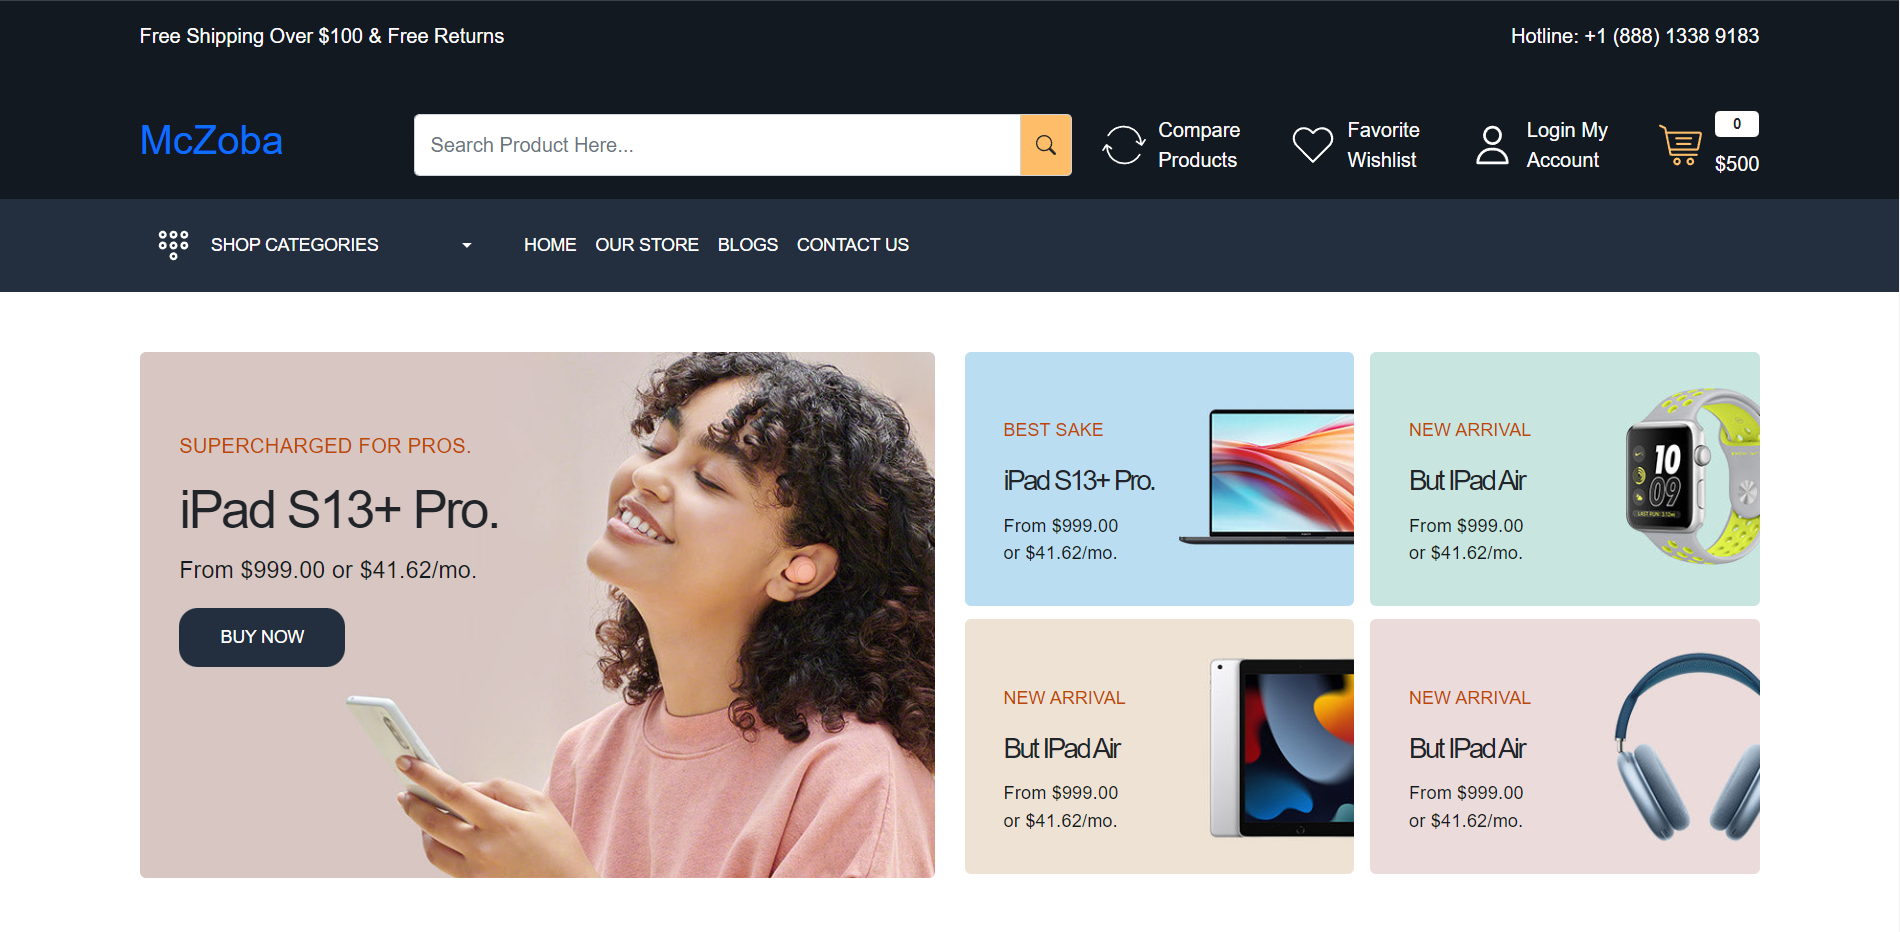 Free Shipping Over $100 & Free Returns
Hotline: +1 (888) 1338 9183
McZoba
Search Product Here...
Compare
Products
Favorite
Wishlist
Login My
Account
0
$500
SHOP CATEGORIES
HOME OUR STORE BLOGS CONTACT US
SUPERCHARGED FOR PROS.
iPad S13+ Pro.
From $999.00 or $41.62/mo.
BUY NOW
BEST SAKE
iPad S13+ Pro.
From $999.00
or $41.62/mo.
NEW ARRIVAL
But IPad Air
From $999.00
or $41.62/mo.
10
09
LAST RUN : 3.12mi
NEW ARRIVAL
But IPad Air
From $999.00
or $41.62/mo.
NEW ARRIVAL
But IPad Air
From $999.00
or $41.62/mo.